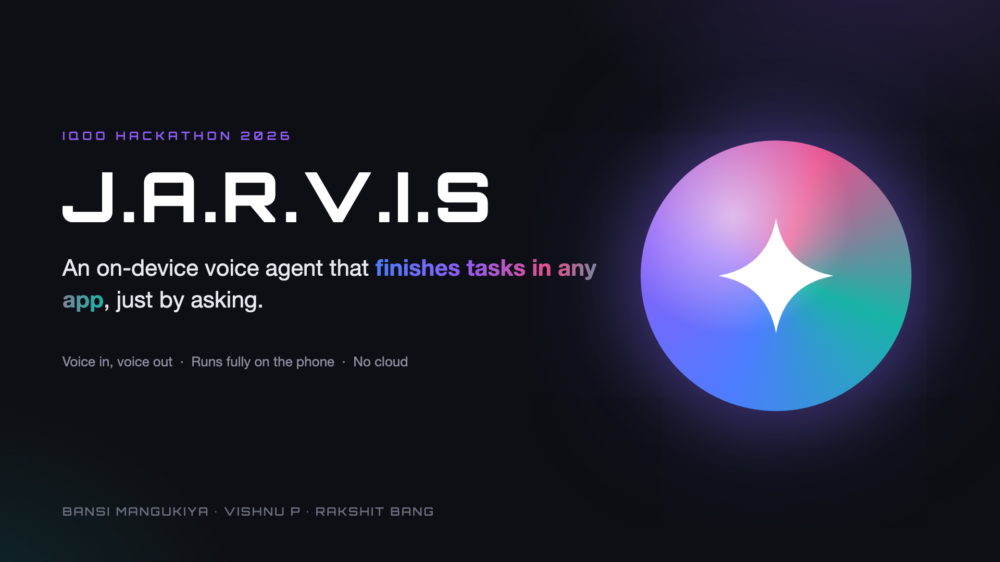 IQOO HACKATHON 2026
J.A.R.V.I.S
An on-device voice agent that finishes tasks in any
app, just by asking.
Voice in, voice out · Runs fully on the phone · No cloud
BANSI MANGUKIYA · VISHNU P · RAKSHIT BANG